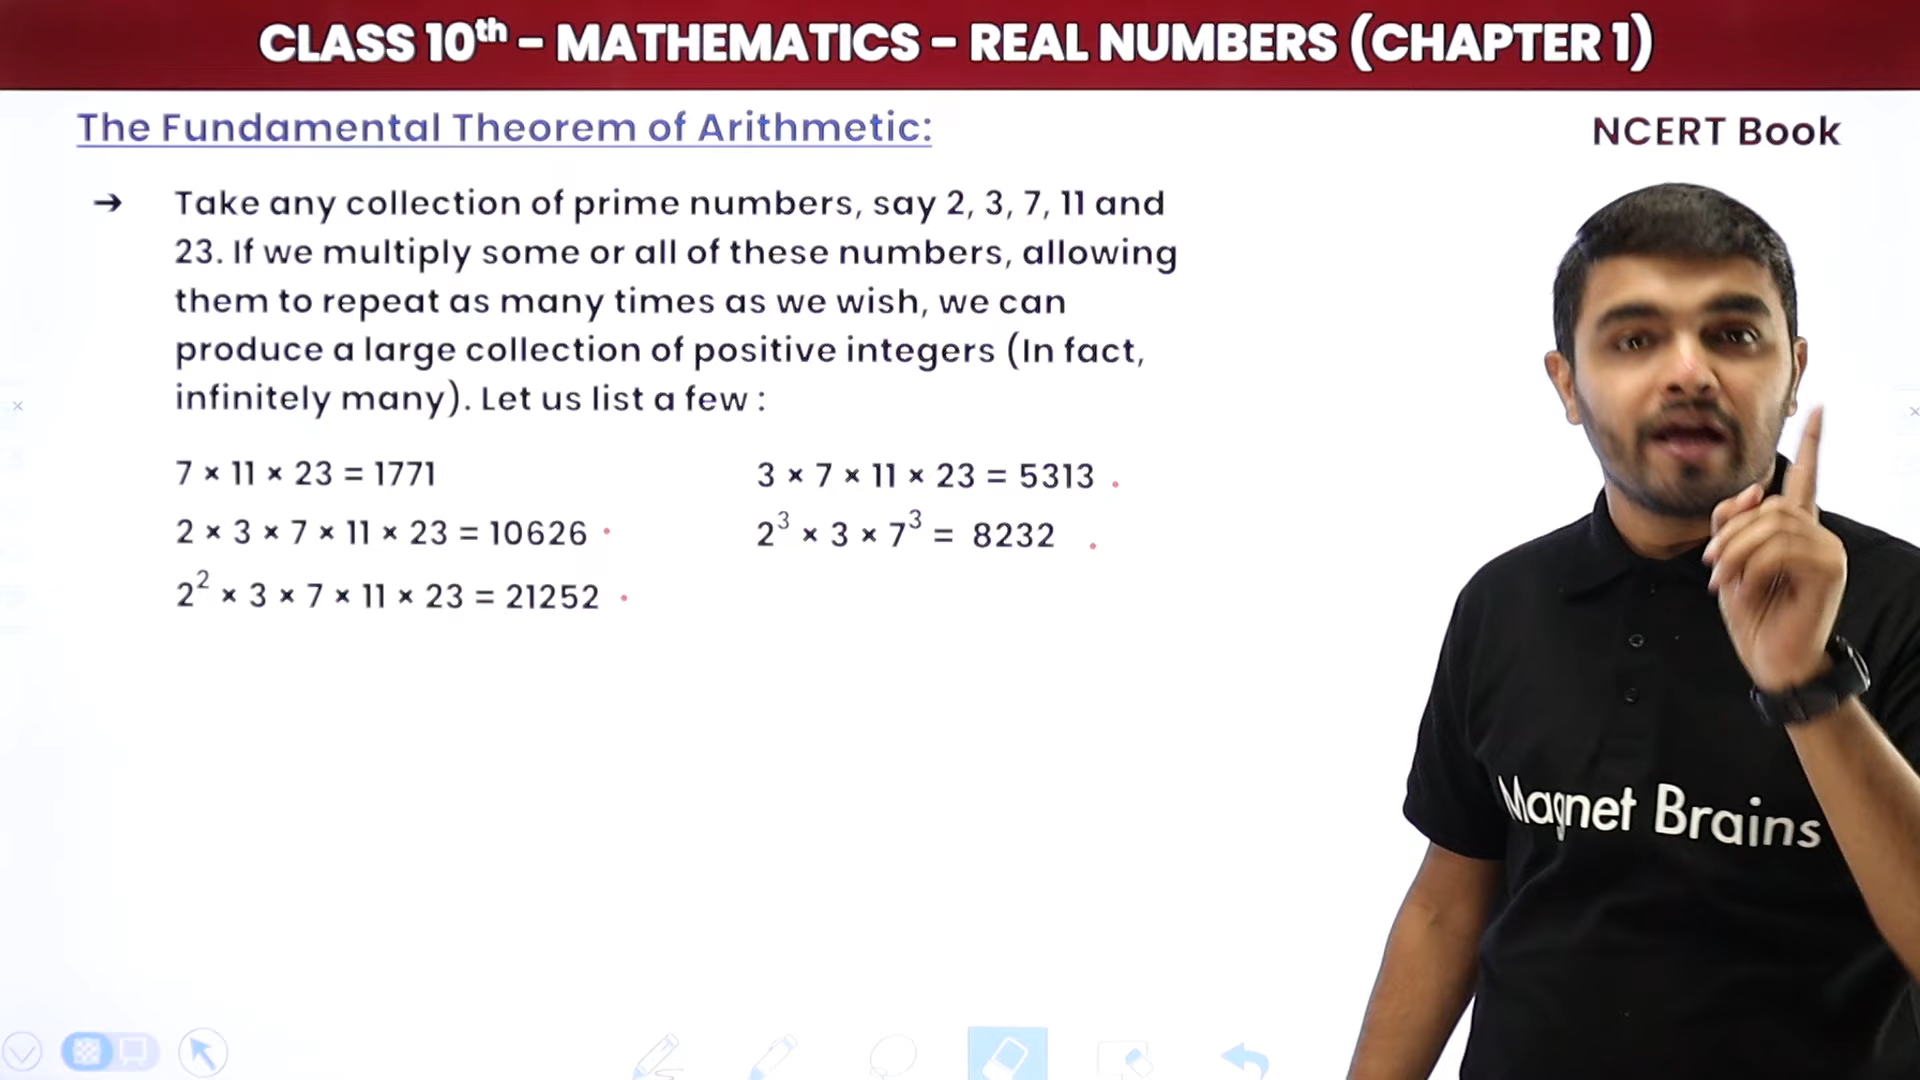 CLASS 10th - MATHEMATICS - REAL NUMBERS (CHAPTER 1)
The Fundamental Theorem of Arithmetic:
NCERT Book
➔ Take any collection of prime numbers, say 2, 3, 7, 11 and
23. If we multiply some or all of these numbers, allowing
them to repeat as many times as we wish, we can
produce a large collection of positive integers (In fact,
infinitely many). Let us list a few :
7 × 11 × 23 = 1771
3 × 7 × 11 × 23 = 5313
2 × 3 × 7 × 11 × 23 = 10626
2³ × 3 × 7³ = 8232
2² × 3 × 7 × 11 × 23 = 21252
Magnet Brains